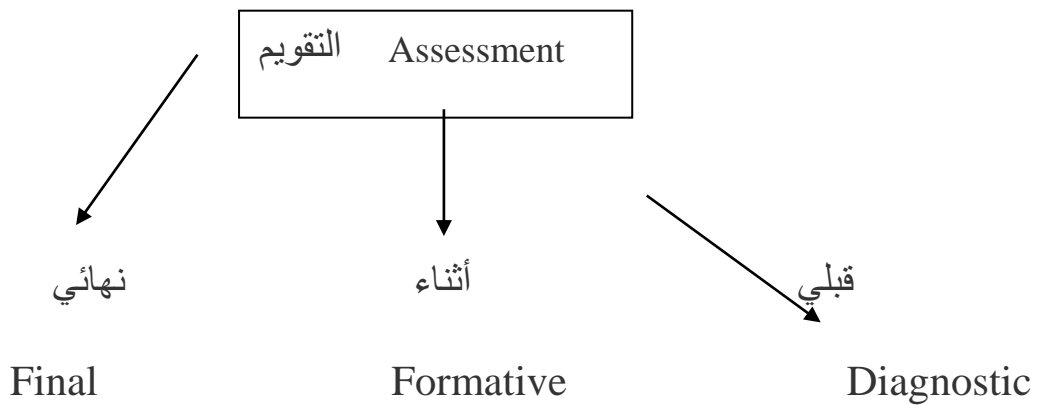 التقويم Assessment
نهائي أثناء قبلي
Final Formative Diagnostic